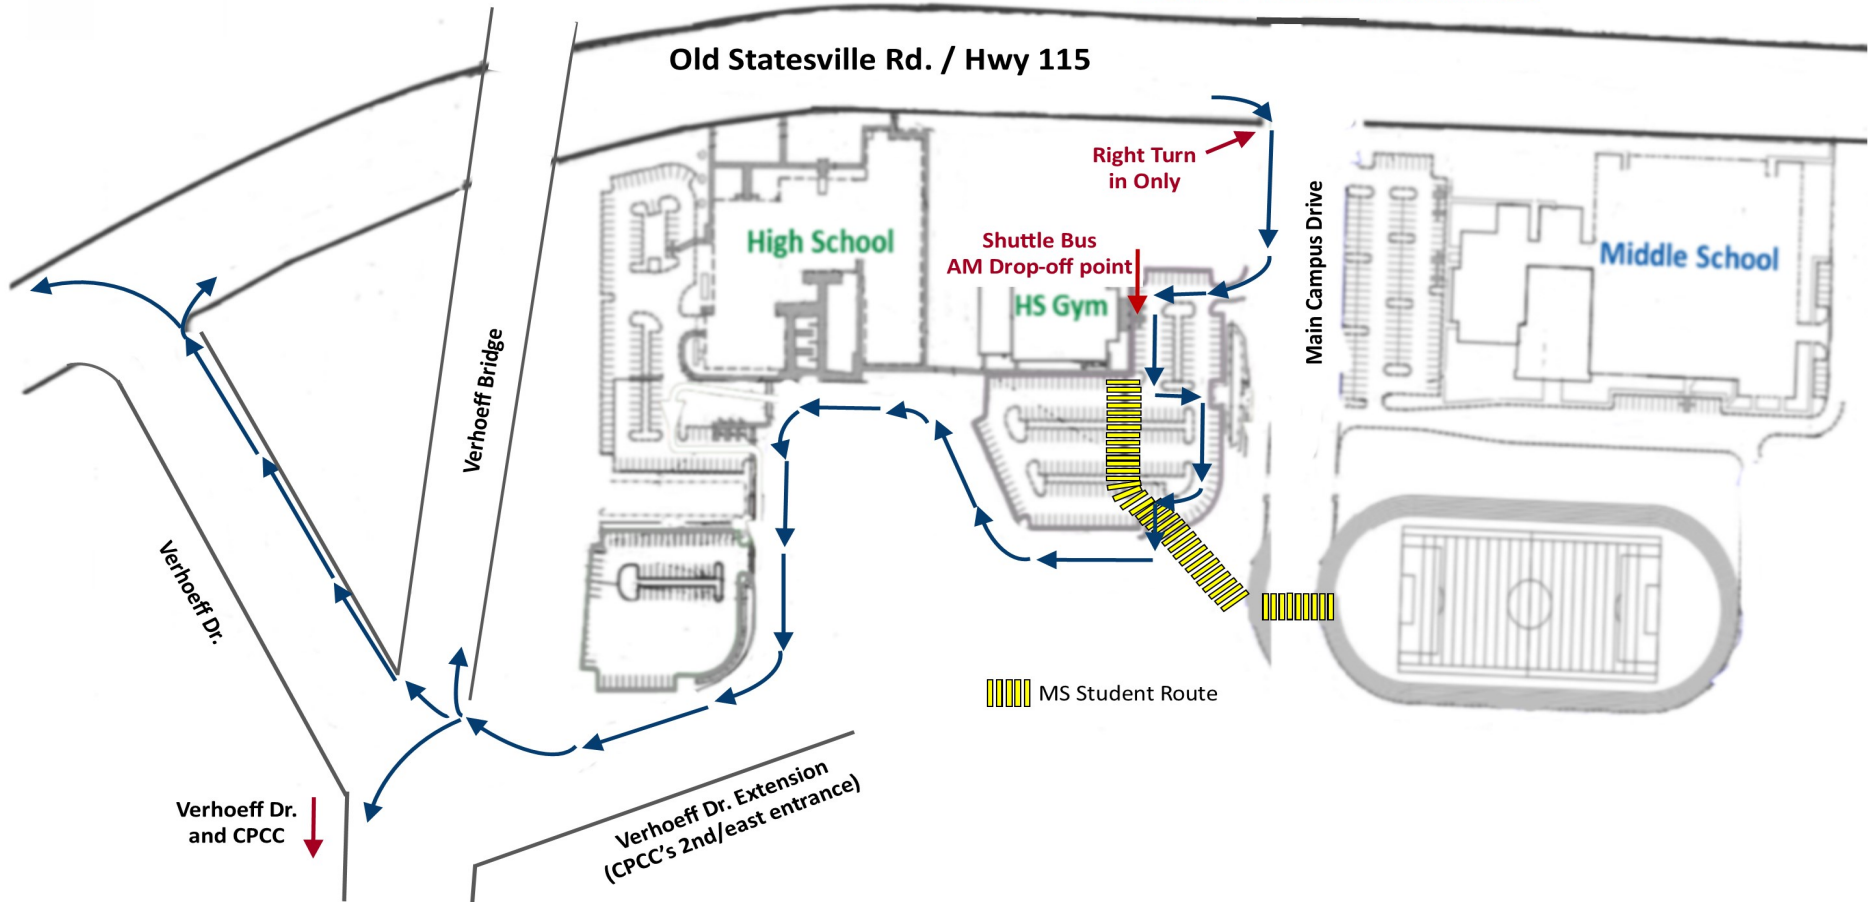 Old Statesville Rd. / Hwy 115
Right Turn
in Only
Main Campus Drive
High School
Shuttle Bus
AM Drop-off point
HS Gym
Middle School
Verhoeff Bridge
Verhoeff Dr.
MS Student Route
Verhoeff Dr.
and CPCC
Verhoeff Dr. Extension
(CPCC's 2nd/east entrance)